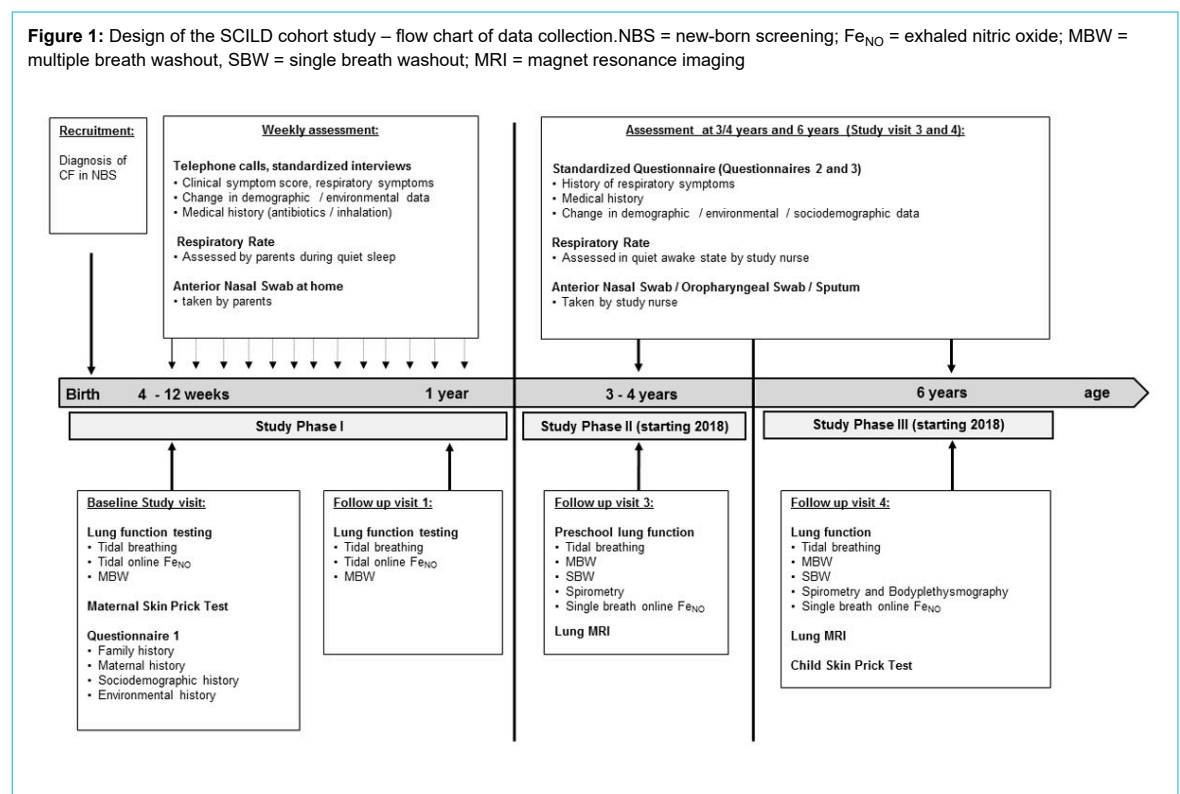 Figure 1: Design of the SCILD cohort study – flow chart of data collection.NBS = new-born screening; FeNO = exhaled nitric oxide; MBW =
multiple breath washout, SBW = single breath washout; MRI = magnet resonance imaging
Recruitment:
Diagnosis of
CF in NBS
Weekly assessment:
Telephone calls, standardized interviews
• Clinical symptom score, respiratory symptoms
• Change in demographic / environmental data
• Medical history (antibiotics / inhalation)
Respiratory Rate
• Assessed by parents during quiet sleep
Anterior Nasal Swab at home
• taken by parents
Assessment at 3/4 years and 6 years (Study visit 3 and 4):
Standardized Questionnaire (Questionnaires 2 and 3)
• History of respiratory symptoms
• Medical history
• Change in demographic / environmental / sociodemographic data
Respiratory Rate
• Assessed in quiet awake state by study nurse
Anterior Nasal Swab / Oropharyngeal Swab / Sputum
• Taken by study nurse
Birth 4 - 12 weeks 1 year 3 - 4 years 6 years age
Study Phase I
Study Phase II (starting 2018)
Study Phase III (starting 2018)
Baseline Study visit:
Lung function testing
• Tidal breathing
• Tidal online FeNO
• MBW
Maternal Skin Prick Test
Questionnaire 1
• Family history
• Maternal history
• Sociodemographic history
• Environmental history
Follow up visit 1:
Lung function testing
• Tidal breathing
• Tidal online FeNO
• MBW
Follow up visit 3:
Preschool lung function
• Tidal breathing
• MBW
• SBW
• Spirometry
• Single breath online FeNO
Lung MRI
Follow up visit 4:
Lung function
• Tidal breathing
• MBW
• SBW
• Spirometry and Bodyplethysmography
• Single breath online FeNO
Lung MRI
Child Skin Prick Test